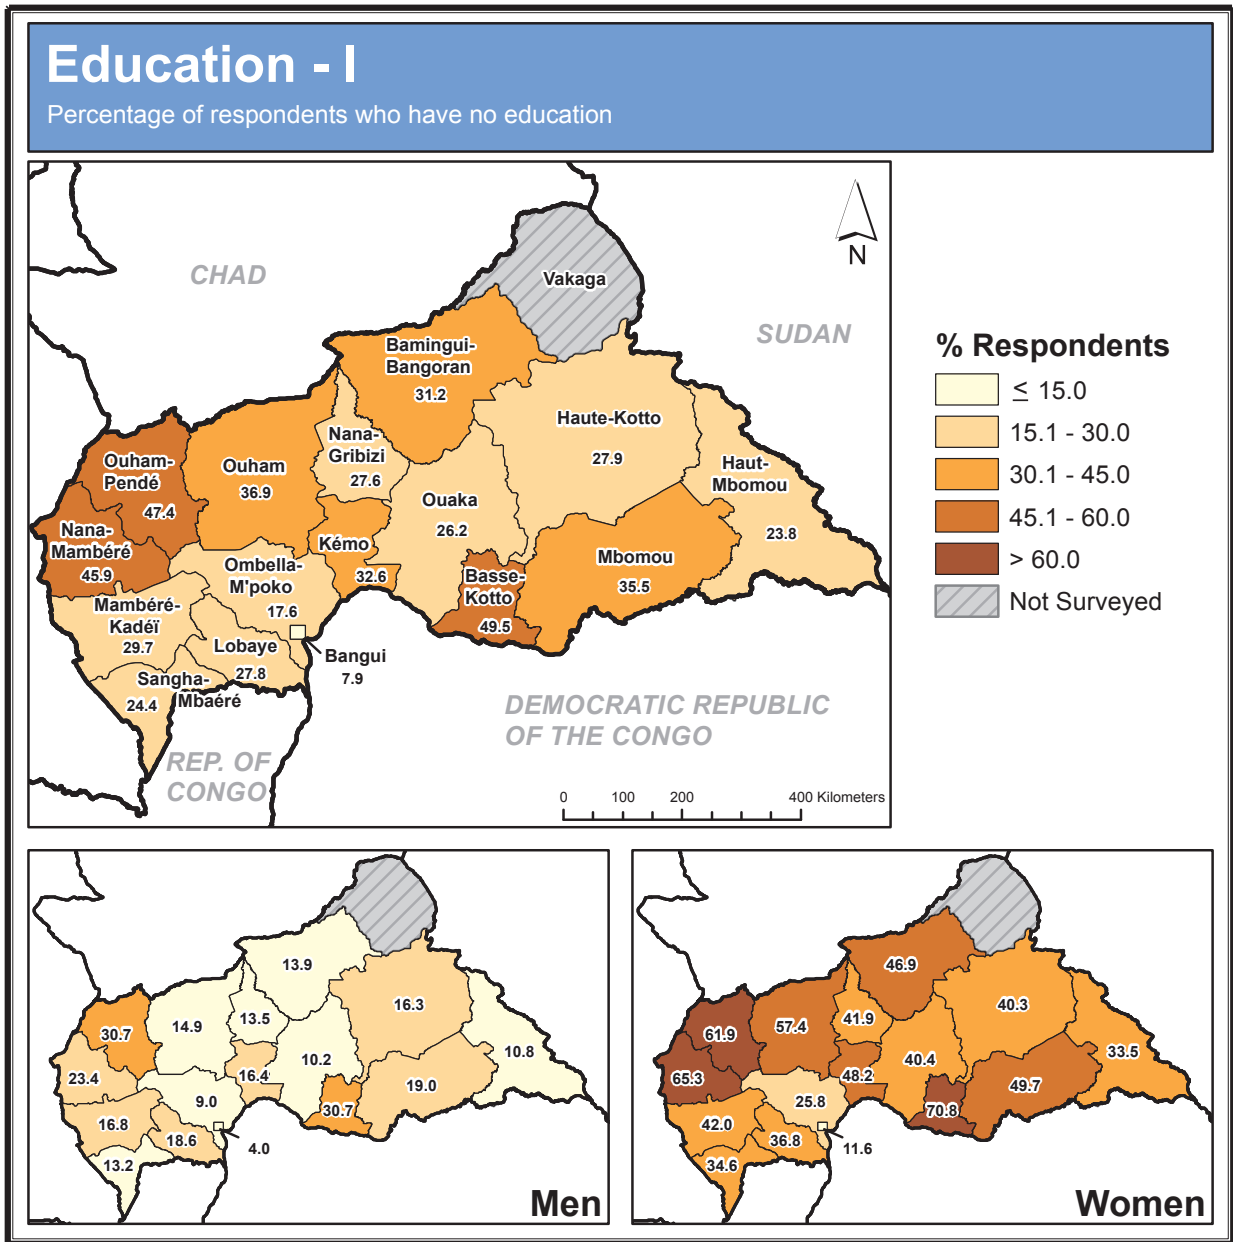 Education - I
Percentage of respondents who have no education
N
CHAD
SUDAN
Vakaga
Bamingui-
Bangoran
31.2
Haute-Kotto
27.9
Nana-
Gribizi
27.6
Ouham-
Pendé
47.4
Ouham
36.9
Haut-
Mbomou
23.8
Ouaka
26.2
Nana-
Mambéré
45.9
Kémo
32.6
Mbomou
35.5
Ombella-
M'poko
17.6
Basse-
Kotto
49.5
Mambéré-
Kadéï
29.7
Lobaye
27.8
Bangui
7.9
Sangha-
Mbaéré
24.4
DEMOCRATIC REPUBLIC
OF THE CONGO
REP. OF
CONGO
0 100 200 400 Kilometers
% Respondents
≤ 15.0
15.1 - 30.0
30.1 - 45.0
45.1 - 60.0
> 60.0
Not Surveyed
13.9
16.3
30.7
14.9
13.5
10.2
10.8
23.4
16.4
19.0
9.0
30.7
16.8
18.6
4.0
13.2
Men
46.9
40.3
61.9
57.4
41.9
40.4
33.5
65.3
48.2
49.7
25.8
70.8
42.0
36.8
11.6
34.6
Women